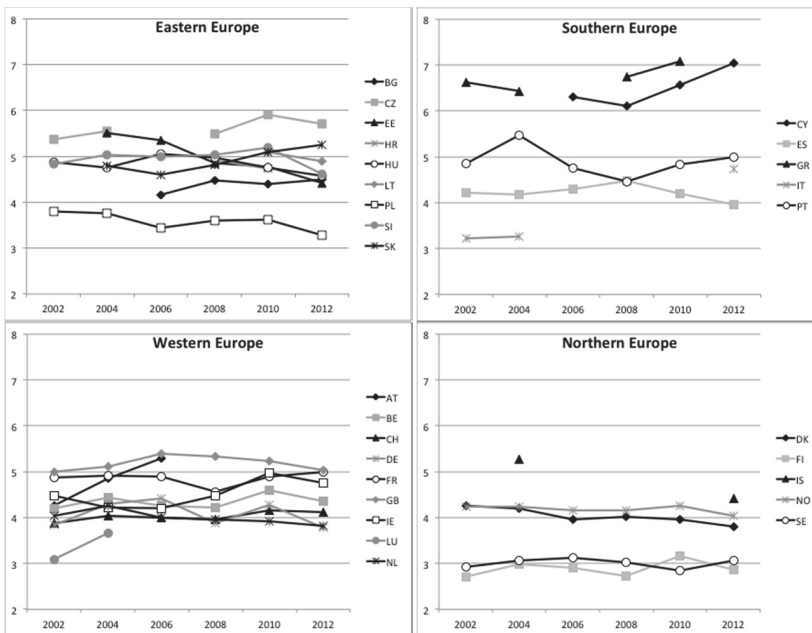 Eastern Europe
8
7
6
5
4
3
2
2002 2004 2006 2008 2010 2012
BG
CZ
EE
HR
HU
LT
PL
SI
SK
Southern Europe
8
7
6
5
4
3
2
2002 2004 2006 2008 2010 2012
CY
ES
GR
IT
PT
Western Europe
8
7
6
5
4
3
2
2002 2004 2006 2008 2010 2012
AT
BE
CH
DE
FR
GB
IE
LU
NL
Northern Europe
8
7
6
5
4
3
2
2002 2004 2006 2008 2010 2012
DK
FI
IS
NO
SE